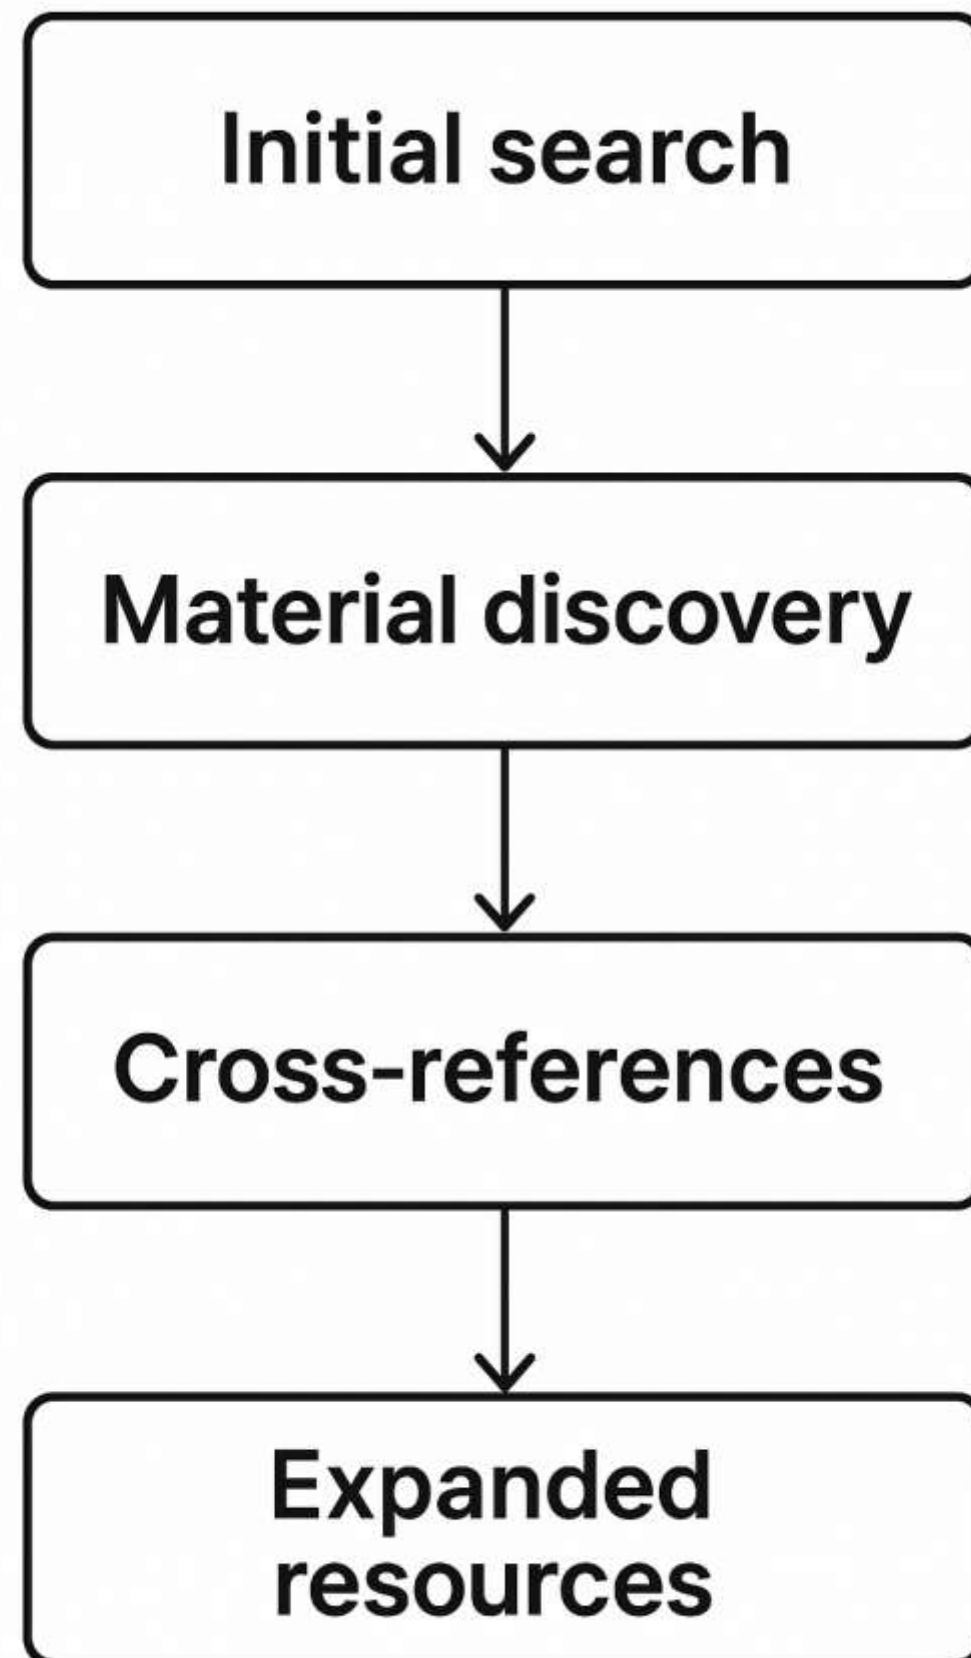 Initial search
Material discovery
Cross-references
Expanded
resources